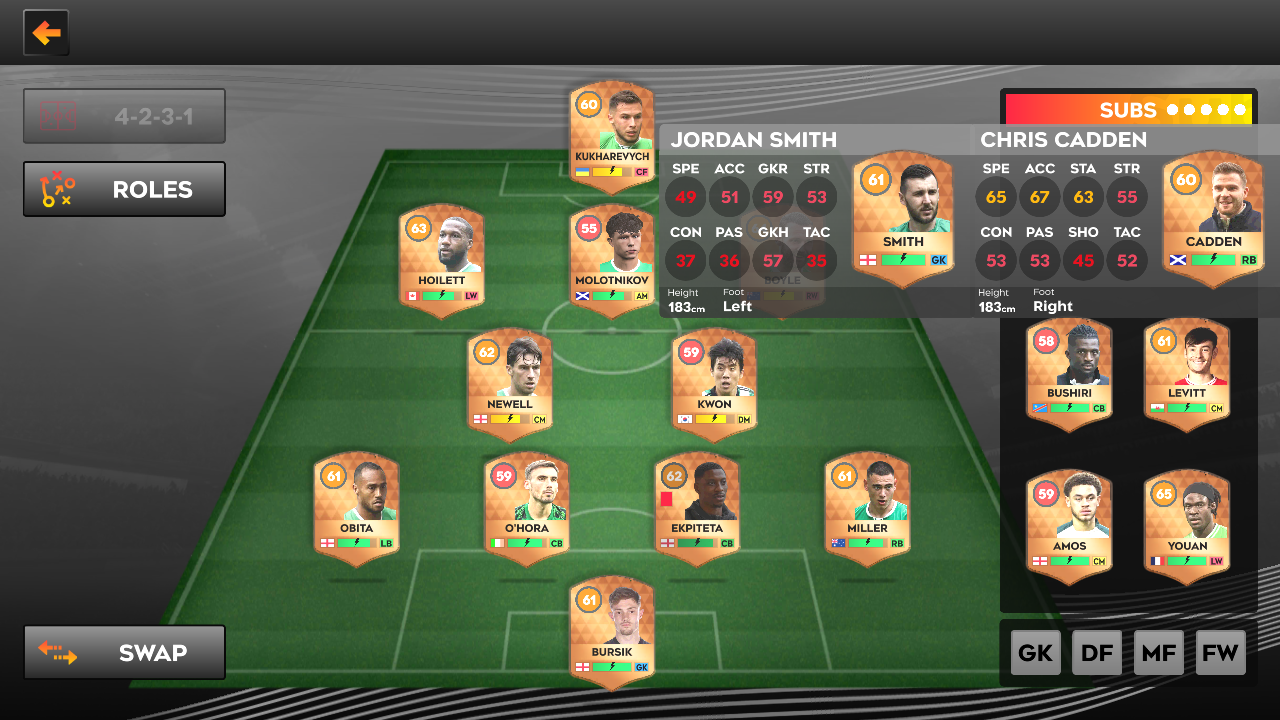 4-2-3-1
ROLES
SWAP
60
KUKHAREVYCH
CF
63
HOILETT
LW
55
MOLOTNIKOV
AM
BOYLE
RW
62
NEWELL
CM
59
KWON
DM
61
OBITA
LB
59
O'HORA
CB
62
EKPITETA
CB
61
MILLER
RB
61
BURSIK
GK
SUBS
JORDAN SMITH
SPE ACC GKR STR
49 51 59 53
CON PAS GKH TAC
37 36 57 35
Height Foot
183cm Left
61
SMITH
GK
CHRIS CADDEN
SPE ACC STA STR
65 67 63 55
CON PAS SHO TAC
53 53 45 52
Height Foot
183cm Right
60
CADDEN
RB
58
BUSHIRI
CB
61
LEVITT
CM
59
AMOS
CM
65
YOUAN
LW
GK DF MF FW